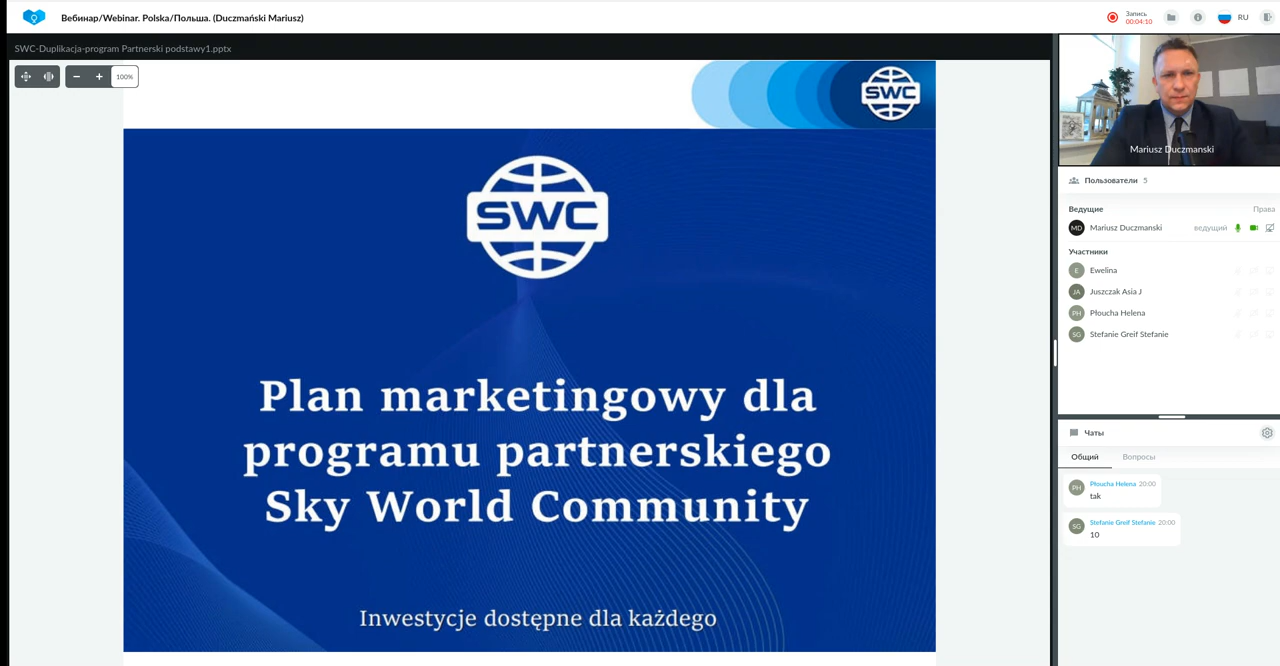 Вебинар/Webinar. Polska/Польша. (Duczmański Mariusz)
Запись
00:04:10
RU
SWC-Duplikacja-program Partnerski podstawy1.pptx
100%
SWC
SWC
Plan marketingowy dla
programu partnerskiego
Sky World Community
Inwestycje dostępne dla każdego
Mariusz Duczmanski
Пользователи 5
Ведущие Права
MD Mariusz Duczmanski ведущий
Участники
E Ewelina
JA Juszczak Asia J
PH Płoucha Helena
SG Stefanie Greif Stefanie
Чаты
Общий Вопросы
PH Płoucha Helena 20:00
tak
SG Stefanie Greif Stefanie 20:00
10